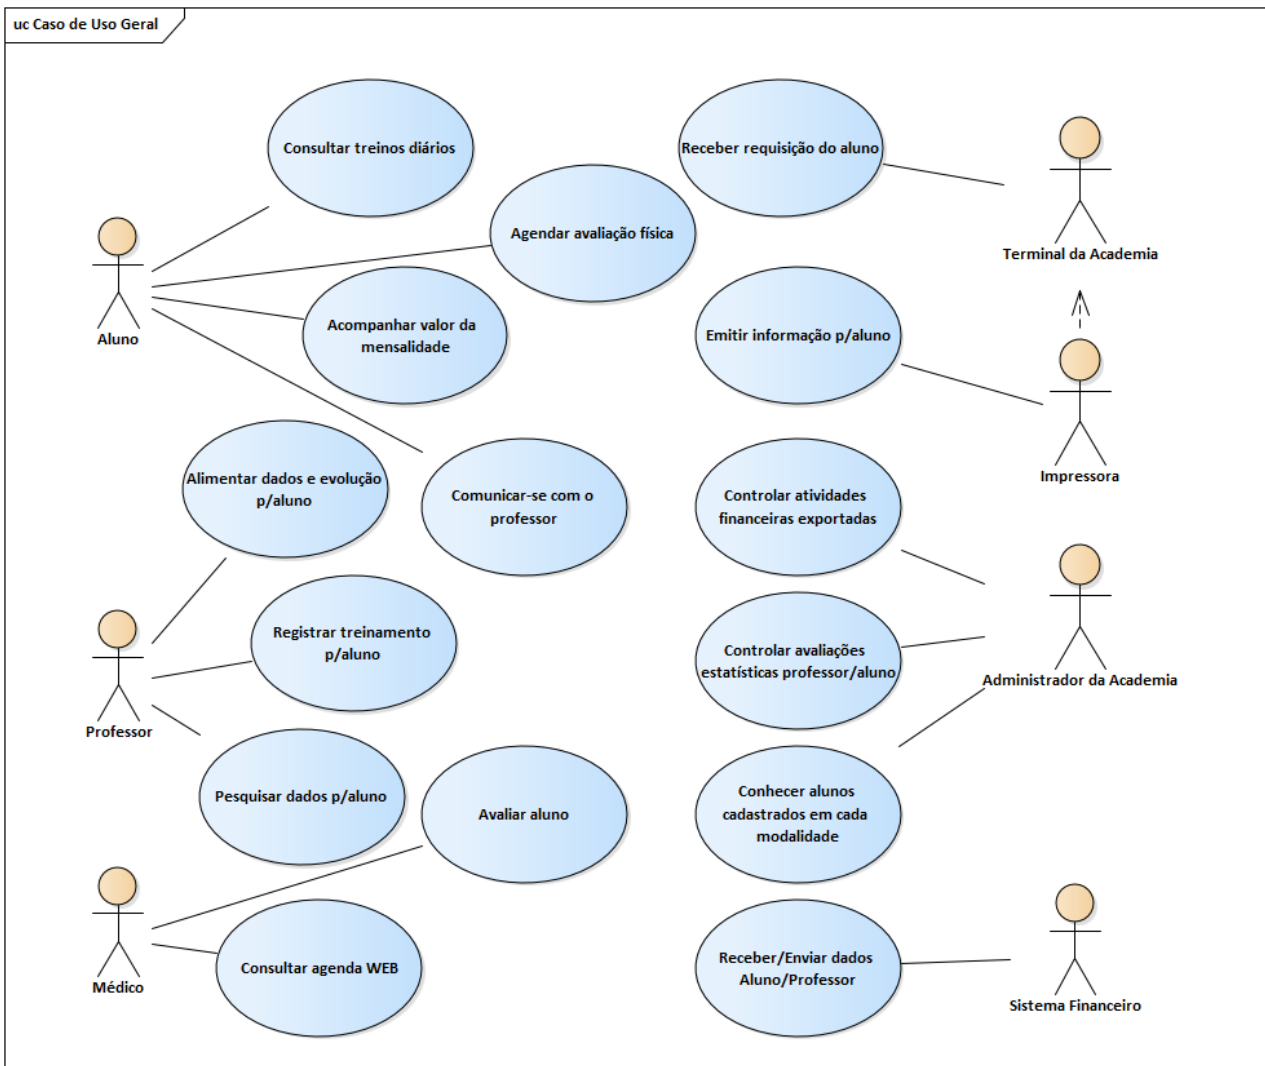 uc Caso de Uso Geral
Consultar treinos diários
Receber requisição do aluno
Agendar avaliação física
Terminal da Academia
Aluno
Acompanhar valor da
mensalidade
Emitir informação p/aluno
Impressora
Alimentar dados e evolução
p/aluno
Comunicar-se com o
professor
Controlar atividades
financeiras exportadas
Registrar treinamento
p/aluno
Controlar avaliações
estatísticas professor/aluno
Administrador da Academia
Professor
Pesquisar dados p/aluno
Avaliar aluno
Conhecer alunos
cadastrados em cada
modalidade
Médico
Consultar agenda WEB
Receber/Enviar dados
Aluno/Professor
Sistema Financeiro